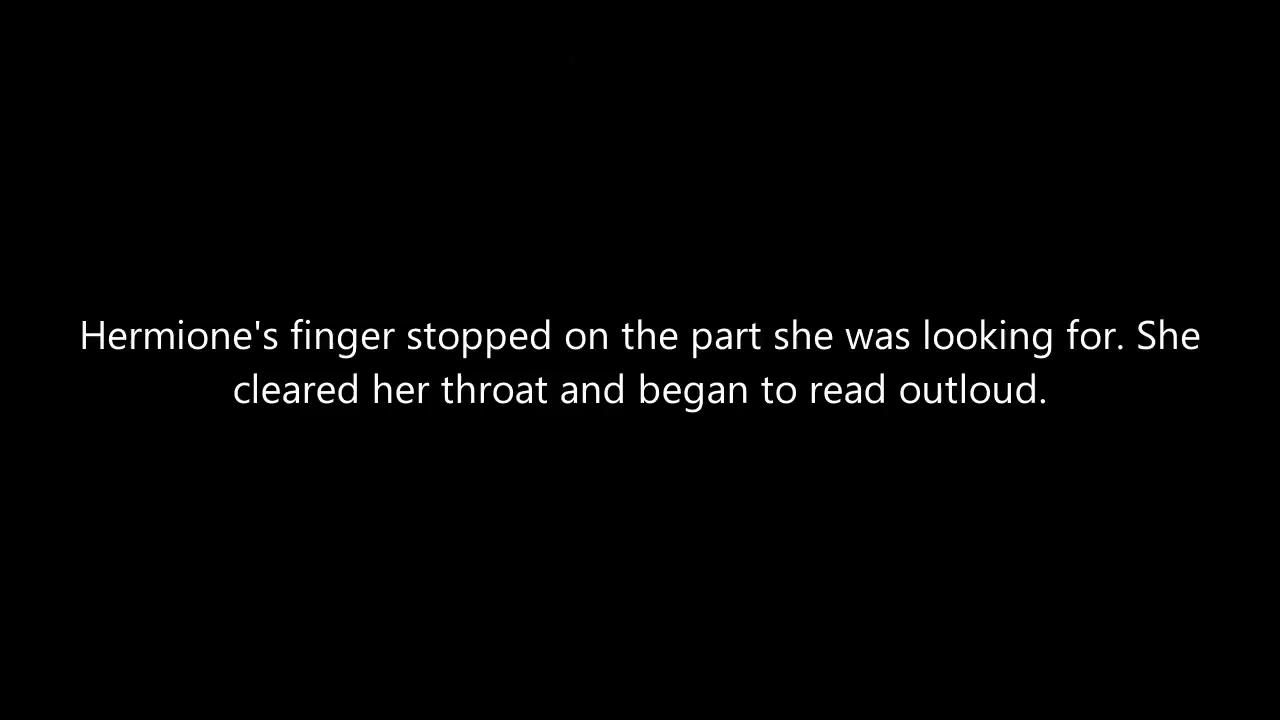 Hermione's finger stopped on the part she was looking for. She
cleared her throat and began to read outloud.